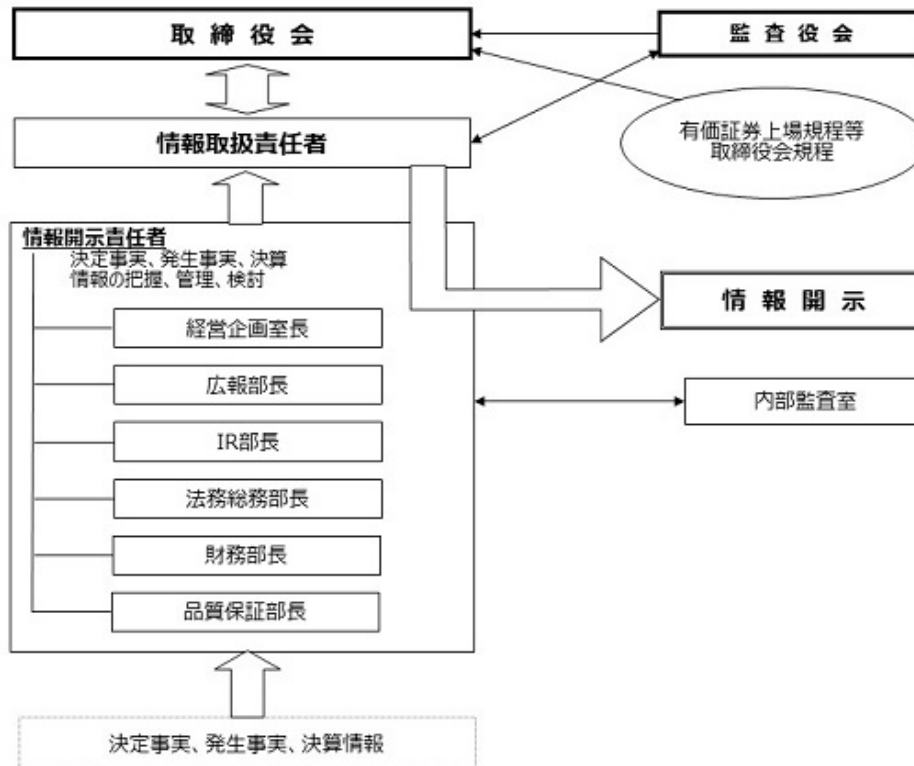 取締役会
監査役会
情報取扱責任者
有価証券上場規程等
取締役会規程
情報開示責任者
決定事実、発生事実、決算
情報の把握、管理、検討
情報開示
経営企画室長
広報部長
内部監査室
IR部長
法務総務部長
財務部長
品質保証部長
決定事実、発生事実、決算情報